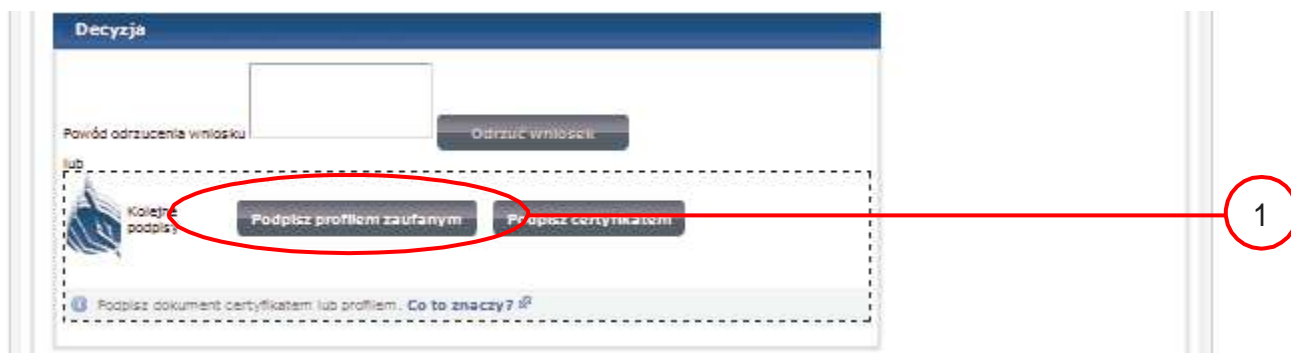 Decyzja
Powód odrzucenia wniosku
Odrzuć wniosek
lub
Kolejne
podpisy
Podpisz profilem zaufanym
Podpisz certyfikatem
1
Podpisz dokument certyfikatem lub profilem. Co to znaczy?